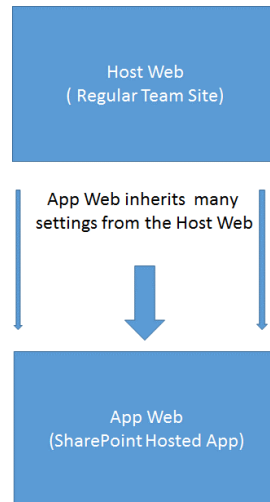 Host Web
( Regular Team Site)
App Web inherits many
settings from the Host Web
App Web
(SharePoint Hosted App)